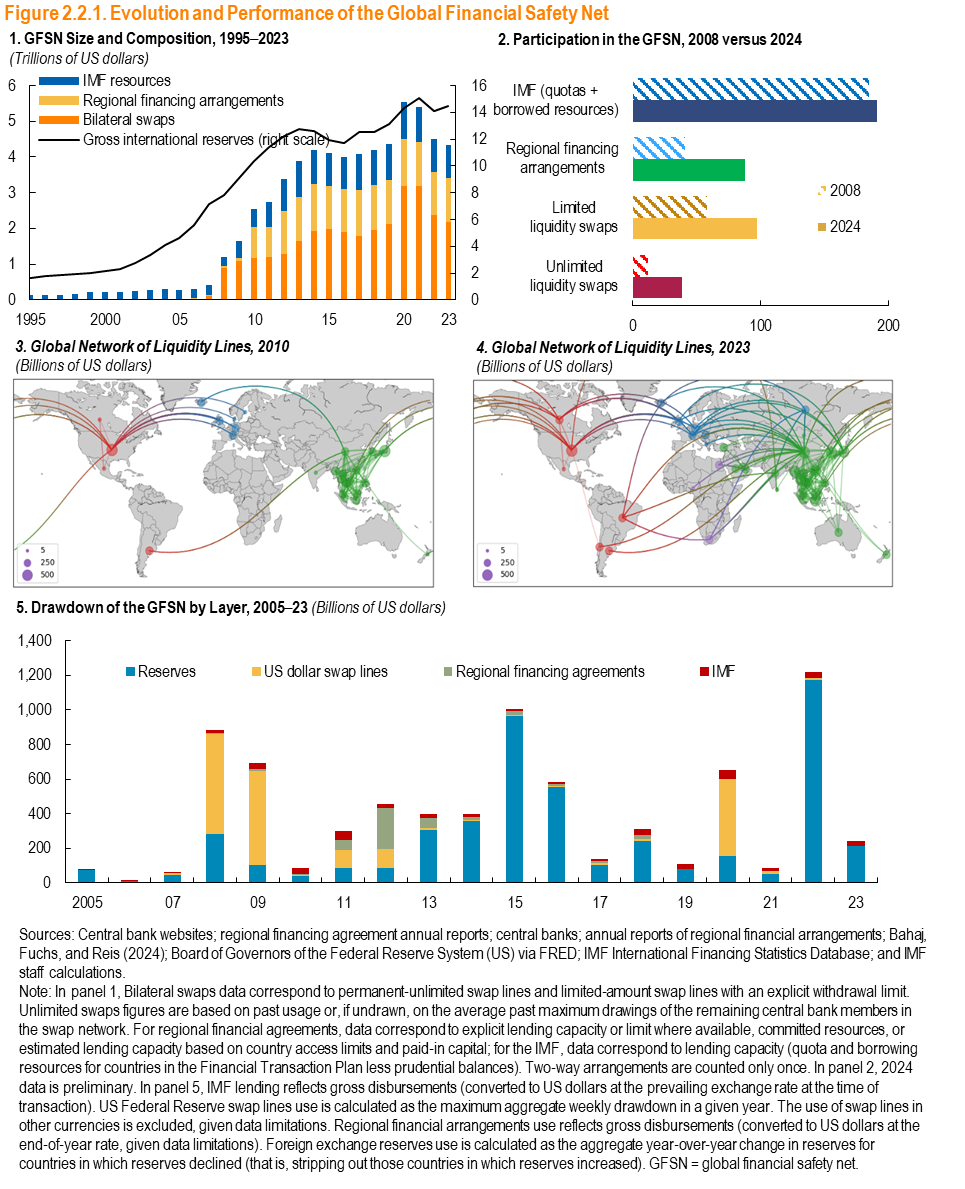 Figure 2.2.1. Evolution and Performance of the Global Financial Safety Net
1. GFSN Size and Composition, 1995–2023
(Trillions of US dollars)
6
5
4
3
2
1
0
IMF resources
Regional financing arrangements
Bilateral swaps
Gross international reserves (right scale)
16
14
12
10
8
6
4
2
0
1995
2000
05
10
15
20
23
2. Participation in the GFSN, 2008 versus 2024
IMF (quotas +
borrowed resources)
Regional financing
arrangements
Limited
liquidity swaps
Unlimited
liquidity swaps
2008
2024
0
100
200
3. Global Network of Liquidity Lines, 2010
(Billions of US dollars)
5
250
500
4. Global Network of Liquidity Lines, 2023
(Billions of US dollars)
5
250
500
5. Drawdown of the GFSN by Layer, 2005–23 (Billions of US dollars)
1,400
1,200
1,000
800
600
400
200
0
Reserves
US dollar swap lines
Regional financing agreements
IMF
2005
07
09
11
13
15
17
19
21
23
Sources: Central bank websites; regional financing agreement annual reports; central banks; annual reports of regional financial arrangements; Bahaj,
Fuchs, and Reis (2024); Board of Governors of the Federal Reserve System (US) via FRED; IMF International Financing Statistics Database; and IMF
staff calculations.
Note: In panel 1, Bilateral swaps data correspond to permanent-unlimited swap lines and limited-amount swap lines with an explicit withdrawal limit.
Unlimited swaps figures are based on past usage or, if undrawn, on the average past maximum drawings of the remaining central bank members in
the swap network. For regional financial agreements, data correspond to explicit lending capacity or limit where available, committed resources, or
estimated lending capacity based on country access limits and paid-in capital; for the IMF, data correspond to lending capacity (quota and borrowing
resources for countries in the Financial Transaction Plan less prudential balances). Two-way arrangements are counted only once. In panel 2, 2024
data is preliminary. In panel 5, IMF lending reflects gross disbursements (converted to US dollars at the prevailing exchange rate at the time of
transaction). US Federal Reserve swap lines use is calculated as the maximum aggregate weekly drawdown in a given year. The use of swap lines in
other currencies is excluded, given data limitations. Regional financial arrangements use reflects gross disbursements (converted to US dollars at the
end-of-year rate, given data limitations). Foreign exchange reserves use is calculated as the aggregate year-over-year change in reserves for
countries in which reserves declined (that is, stripping out those countries in which reserves increased). GFSN = global financial safety net.